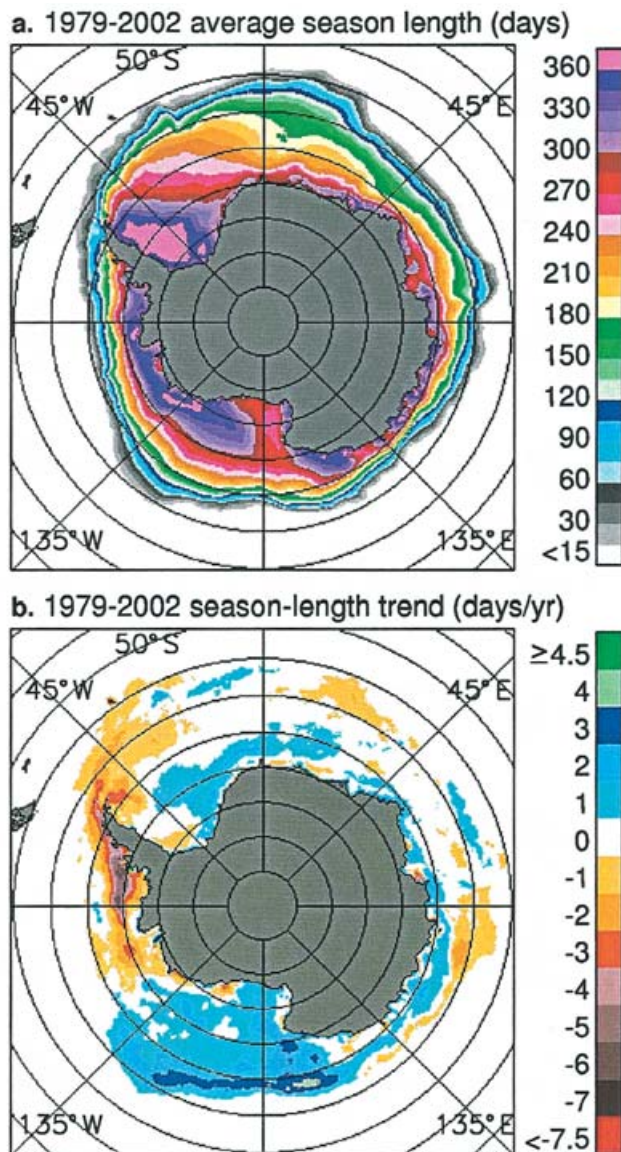 a. 1979-2002 average season length (days)
50°S
45°W
45°E
135°W
135°E
360
330
300
270
240
210
180
150
120
90
60
30
<15
b. 1979-2002 season-length trend (days/yr)
50°S
45°W
45°E
135°W
135°E
≥4.5
4
3
2
1
0
-1
-2
-3
-4
-5
-6
-7
<-7.5